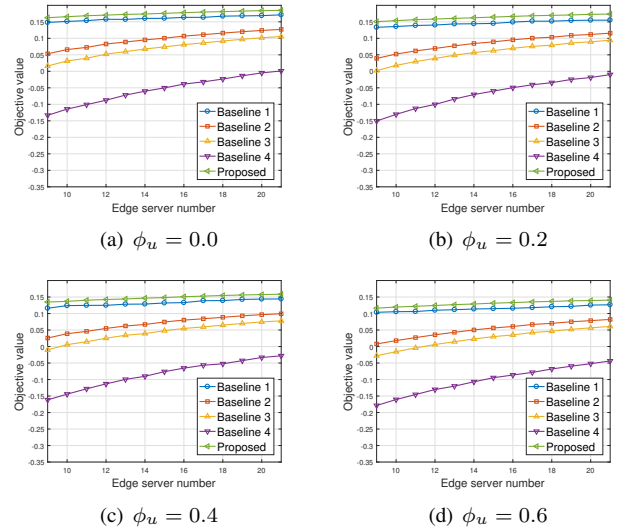 0.15
0.1
0.05
0
-0.05
-0.1
-0.15
-0.2
-0.25
-0.3
-0.35
Objective value
Baseline 1
Baseline 2
Baseline 3
Baseline 4
Proposed
10 12 14 16 18 20
Edge server number
(a) ϕu = 0.0
0.15
0.1
0.05
0
-0.05
-0.1
-0.15
-0.2
-0.25
-0.3
-0.35
Objective value
Baseline 1
Baseline 2
Baseline 3
Baseline 4
Proposed
10 12 14 16 18 20
Edge server number
(b) ϕu = 0.2
0.15
0.1
0.05
0
-0.05
-0.1
-0.15
-0.2
-0.25
-0.3
-0.35
Objective value
Baseline 1
Baseline 2
Baseline 3
Baseline 4
Proposed
10 12 14 16 18 20
Edge server number
(c) ϕu = 0.4
0.15
0.1
0.05
0
-0.05
-0.1
-0.15
-0.2
-0.25
-0.3
-0.35
Objective value
Baseline 1
Baseline 2
Baseline 3
Baseline 4
Proposed
10 12 14 16 18 20
Edge server number
(d) ϕu = 0.6